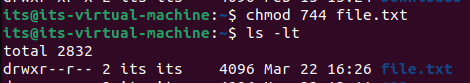 its@its-virtual-machine:~$ chmod 744 file.txt
its@its-virtual-machine:~$ ls -lt
total 2832
drwxr--r-- 2 its its    4096 Mar 22 16:26 file.txt